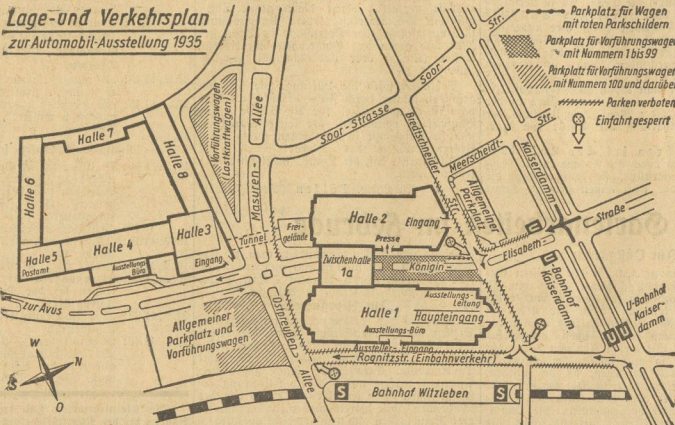 Lage-und Verkehrsplan
zur Automobil-Ausstellung 1935
Parkplatz für Wagen
mit roten Parkschildern
Parkplatz für Vorführungswagen
mit Nummern 1 bis 99
Parkplatz für Vorführungswagen
mit Nummern 100 und darüber
Parken verboten
Einfahrt gesperrt
Str.
Soor-
Soor-Strasse
Vorführungswagen
(Lastkraftwagen)
Allee
Masuren-
Bredtschneider
Str.
Meerscheidt-
Str.
Kaiserdamm
Allgemeiner
Parkplatz
Halle 7
Halle 6
Halle 8
Halle 5
Postamt
Halle 4
Halle 3
Ausstellungs-
Büro
Eingang
Tunnel
Frei-
gelände
Halle 2
Eingang
Presse
Zwischenhalle
1a
Königin-
Elisabeth
Straße
U-Bahnhof
Kaiserdamm
U
U
U-Bahnhof
Kaiser-
damm
U
U
zur Avus
Ostpreußen-
Allee
Allgemeiner
Parkplatz und
Vorführungswagen
Halle 1
Ausstellungs-
Leitung
Haupteingang
Ausstellungs-Büro
Aussteller-Eingang
Rognitzstr. (Einbahnverkehr)
S
Bahnhof Witzleben
S
W
N
S
O